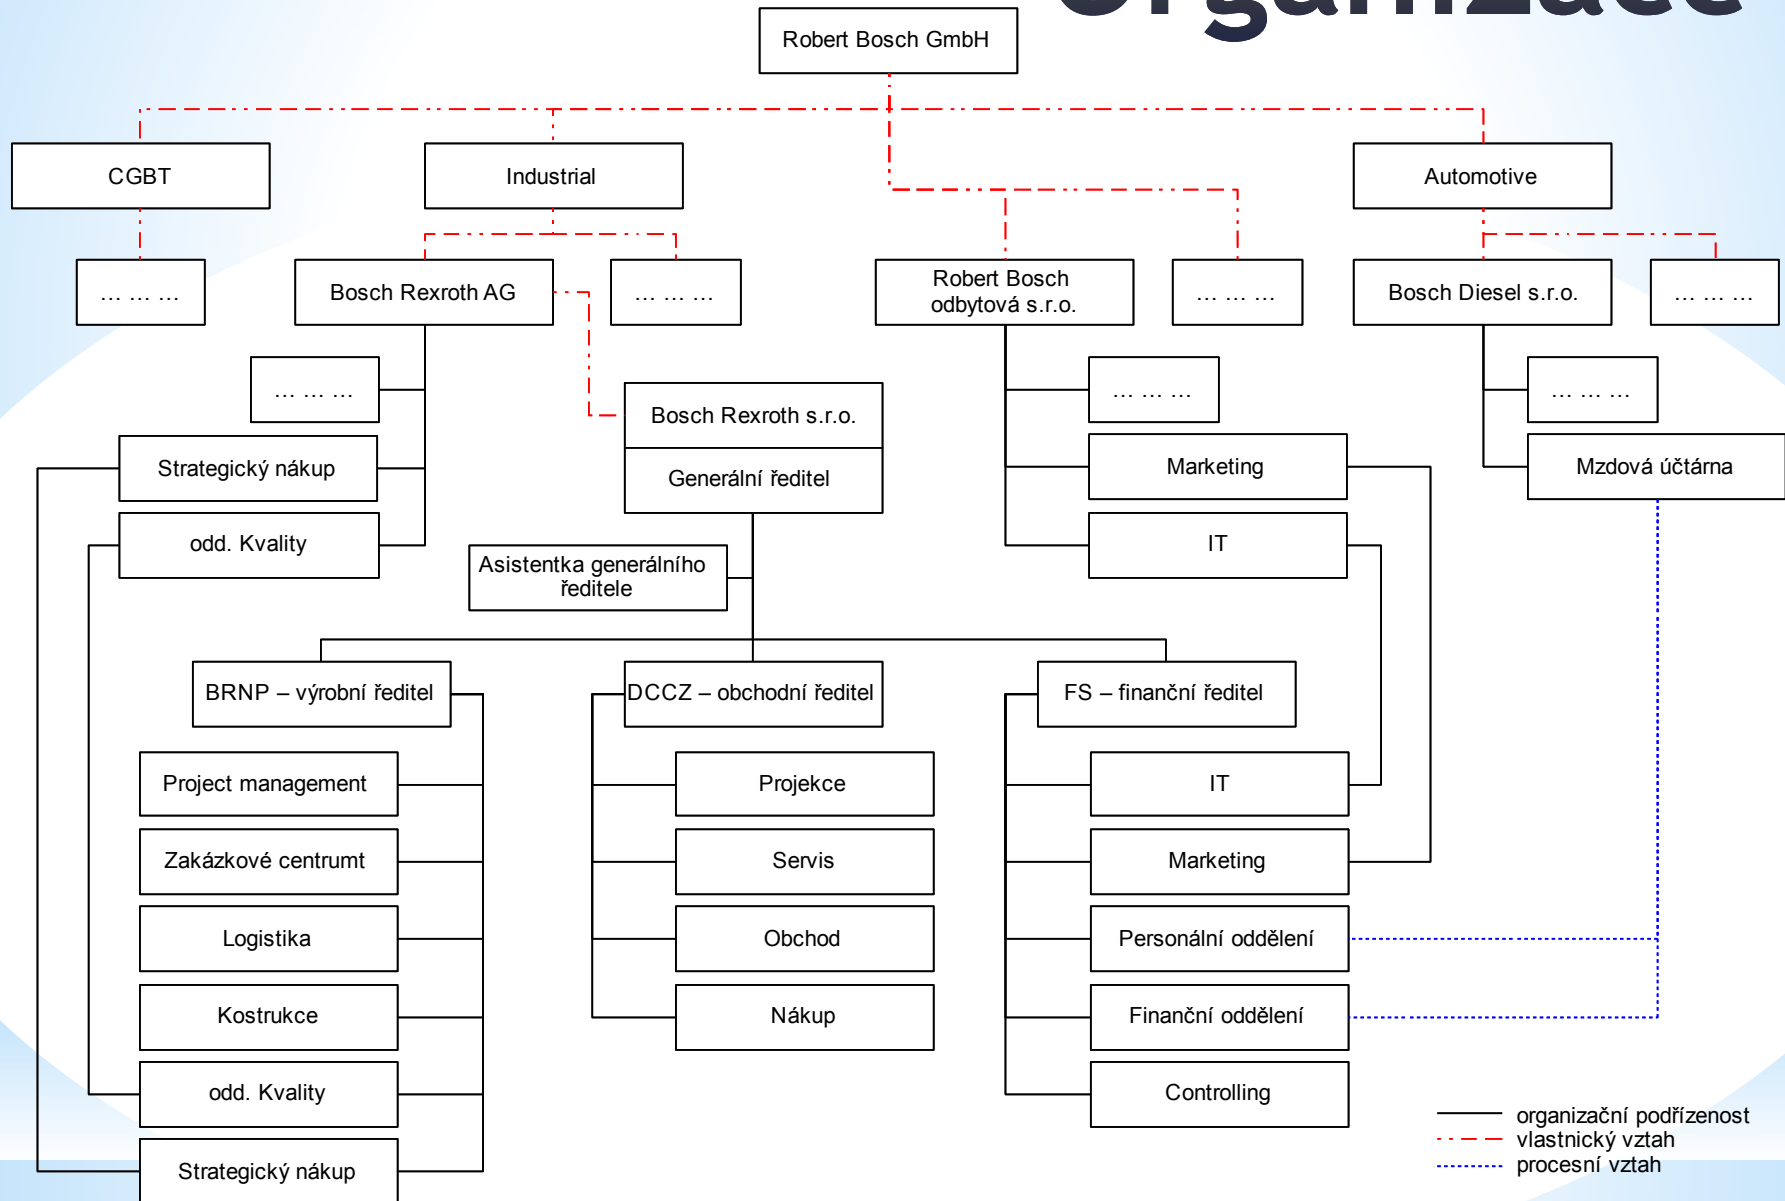 Organizace
Robert Bosch GmbH
CGBT
Industrial
Automotive
... ... ...
Bosch Rexroth AG
... ... ...
Robert Bosch
odbytová s.r.o.
... ... ...
Bosch Diesel s.r.o.
... ... ...
... ... ...
Bosch Rexroth s.r.o.
Generální ředitel
... ... ...
... ... ...
Strategický nákup
Marketing
Mzdová účtárna
odd. Kvality
Asistentka generálního
ředitele
IT
BRNP – výrobní ředitel
DCCZ – obchodní ředitel
FS – finanční ředitel
Project management
Projekce
IT
Zakázkové centrumt
Servis
Marketing
Logistika
Obchod
Personální oddělení
Kostrukce
Nákup
Finanční oddělení
odd. Kvality
Controlling
Strategický nákup
organizační podřízenost
vlastnický vztah
procesní vztah